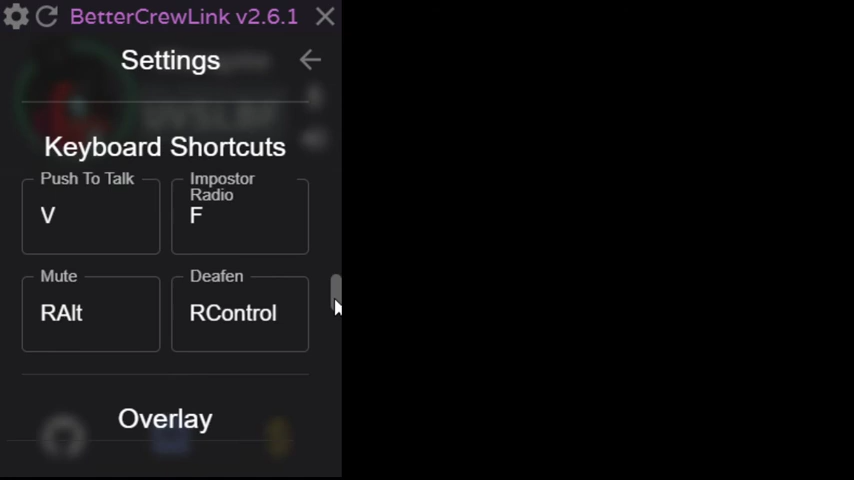 BetterCrewLink v2.6.1
Settings
Keyboard Shortcuts
Push To Talk
V
Impostor
Radio
F
Mute
RAlt
Deafen
RControl
Overlay